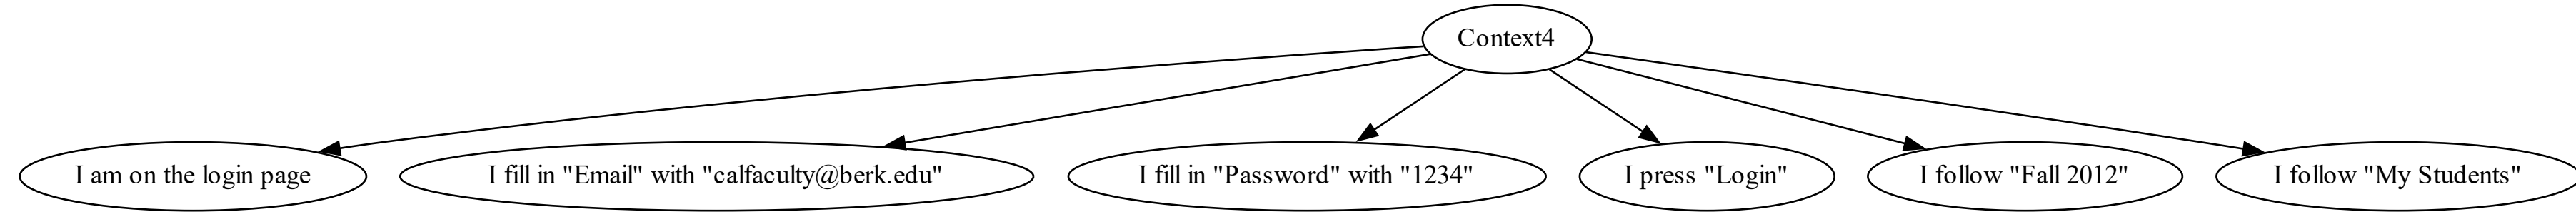 Context4
I am on the login page
I fill in "Email" with "calfaculty@berk.edu"
I fill in "Password" with "1234"
I press "Login"
I follow "Fall 2012"
I follow "My Students"